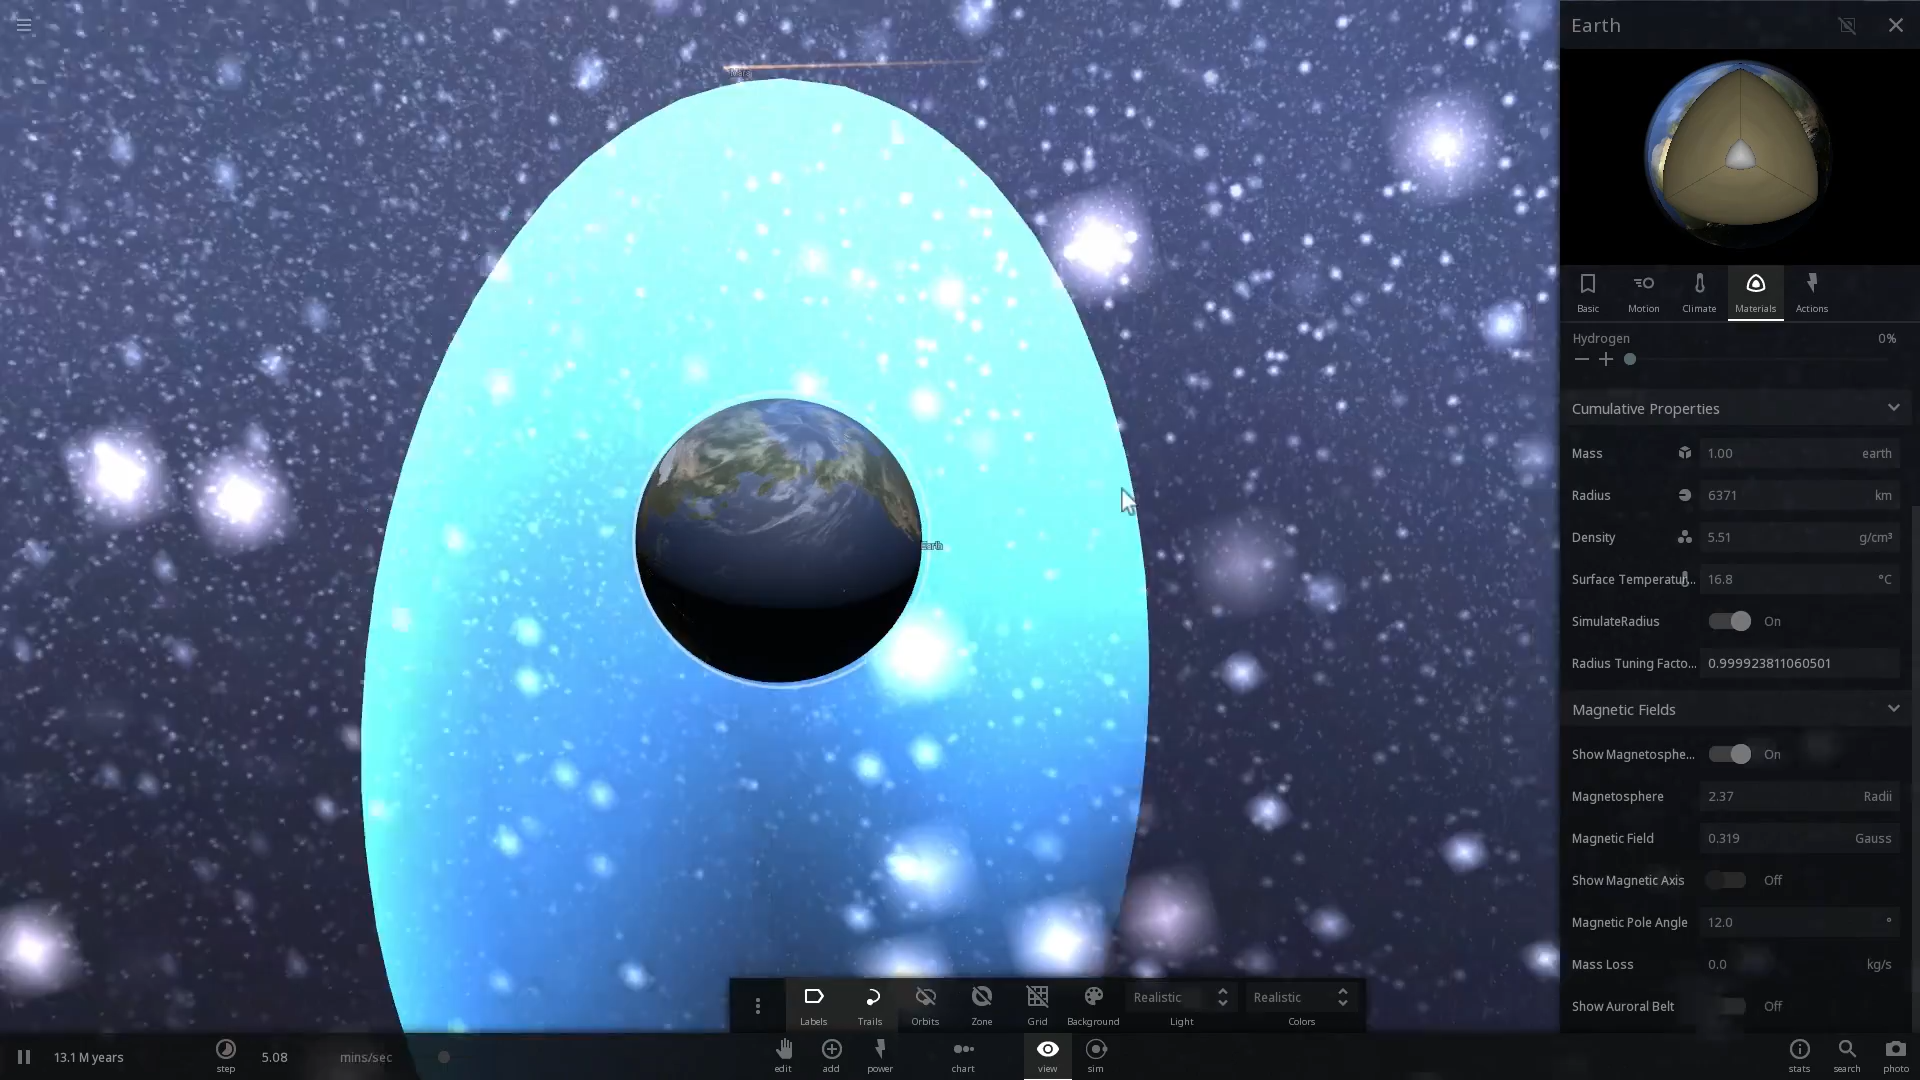 Earth
Mars
Basic
Motion
Climate
Materials
Actions
Hydrogen 0%
Cumulative Properties
Mass 1.00 earth
Radius 6371 km
Density 5.51 g/cm³
Surface Temperatur... 16.8 °C
SimulateRadius On
Radius Tuning Facto... 0.999923811060501
Magnetic Fields
Show Magnetosphe... On
Magnetosphere 2.37 Radii
Magnetic Field 0.319 Gauss
Show Magnetic Axis Off
Magnetic Pole Angle 12.0 °
Mass Loss 0.0 kg/s
Show Auroral Belt Off
Earth
Labels
Trails
Orbits
Zone
Grid
Background
Realistic
Light
Realistic
Colors
13.1 M years
step
5.08 mins/sec
edit
add
power
chart
view
sim
stats
search
photo